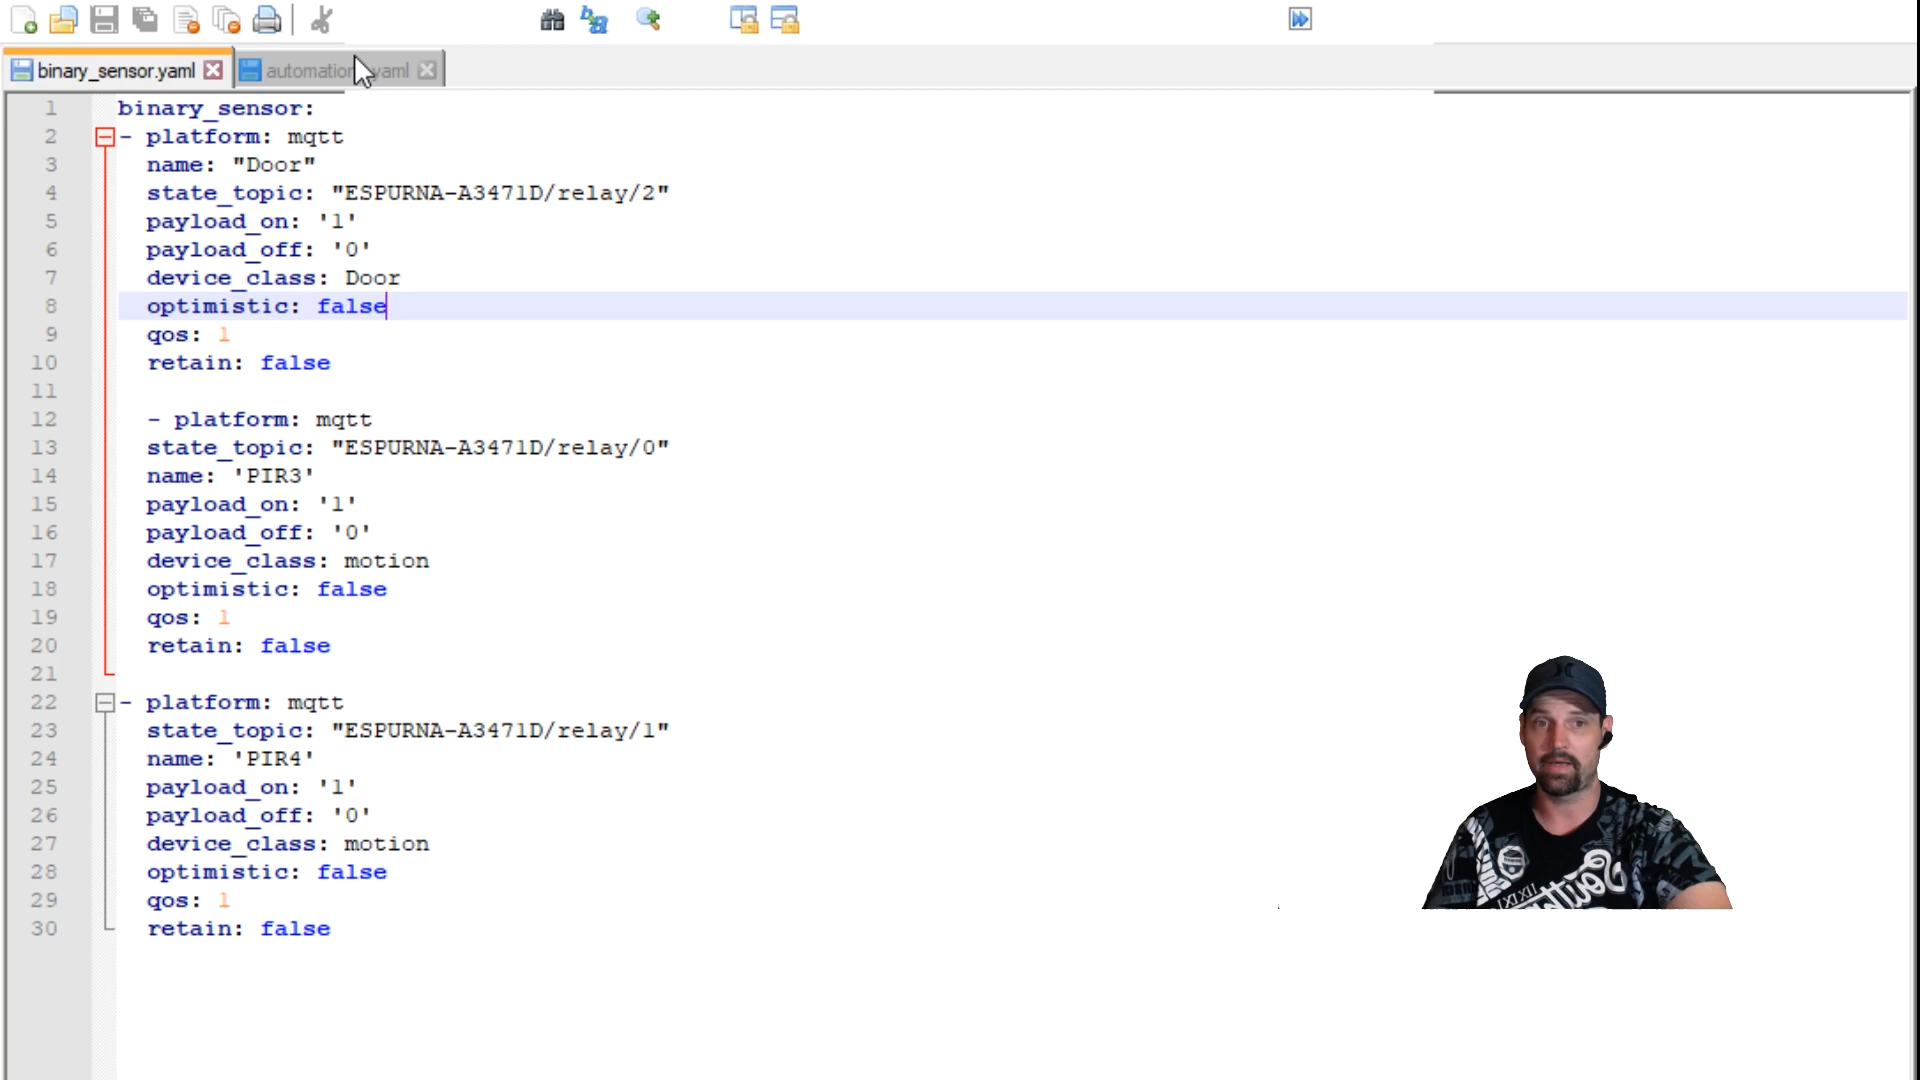 binary_sensor.yaml
automation .yaml
1 binary_sensor:
2 - platform: mqtt
3 name: "Door"
4 state_topic: "ESPURNA-A3471D/relay/2"
5 payload_on: '1'
6 payload_off: '0'
7 device_class: Door
8 optimistic: false
9 qos: 1
10 retain: false
11
12 - platform: mqtt
13 state_topic: "ESPURNA-A3471D/relay/0"
14 name: 'PIR3'
15 payload_on: '1'
16 payload_off: '0'
17 device_class: motion
18 optimistic: false
19 qos: 1
20 retain: false
21
22 - platform: mqtt
23 state_topic: "ESPURNA-A3471D/relay/1"
24 name: 'PIR4'
25 payload_on: '1'
26 payload_off: '0'
27 device_class: motion
28 optimistic: false
29 qos: 1
30 retain: false